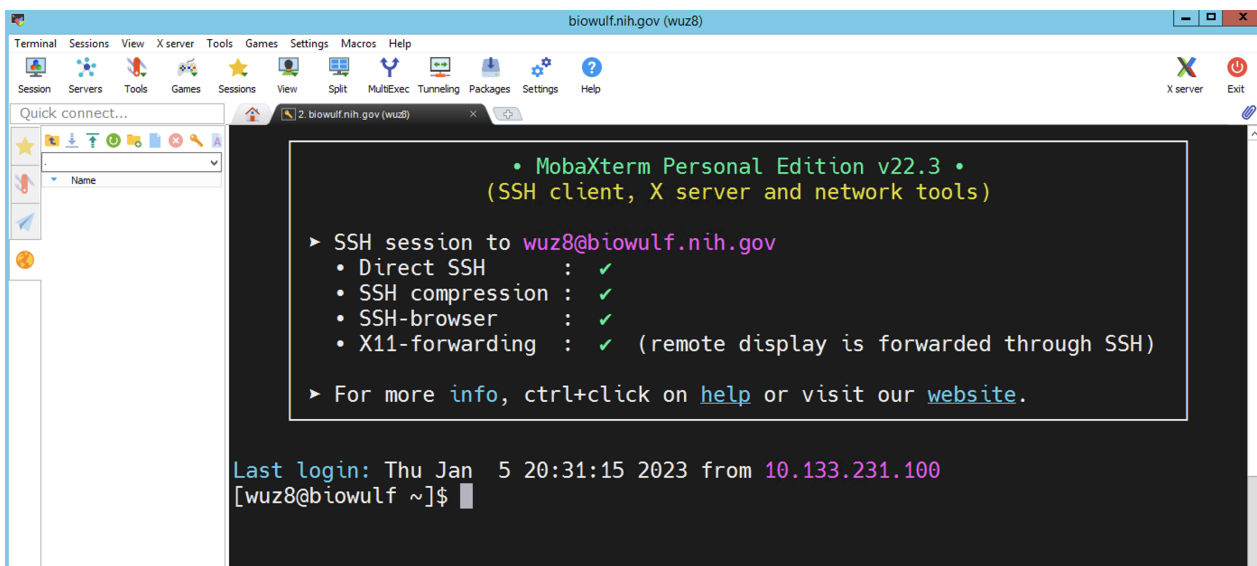 biowulf.nih.gov (wuz8)
Terminal Sessions View X server Tools Games Settings Macros Help
Session Servers Tools Games Sessions View Split MultiExec Tunneling Packages Settings Help X server Exit
Quick connect...
2. biowulf.nih.gov (wuz8)
.
Name
• MobaXterm Personal Edition v22.3 •
(SSH client, X server and network tools)
➤ SSH session to wuz8@biowulf.nih.gov
• Direct SSH : ✔
• SSH compression : ✔
• SSH-browser : ✔
• X11-forwarding : ✔ (remote display is forwarded through SSH)
➤ For more info, ctrl+click on help or visit our website.
Last login: Thu Jan  5 20:31:15 2023 from 10.133.231.100
[wuz8@biowulf ~]$